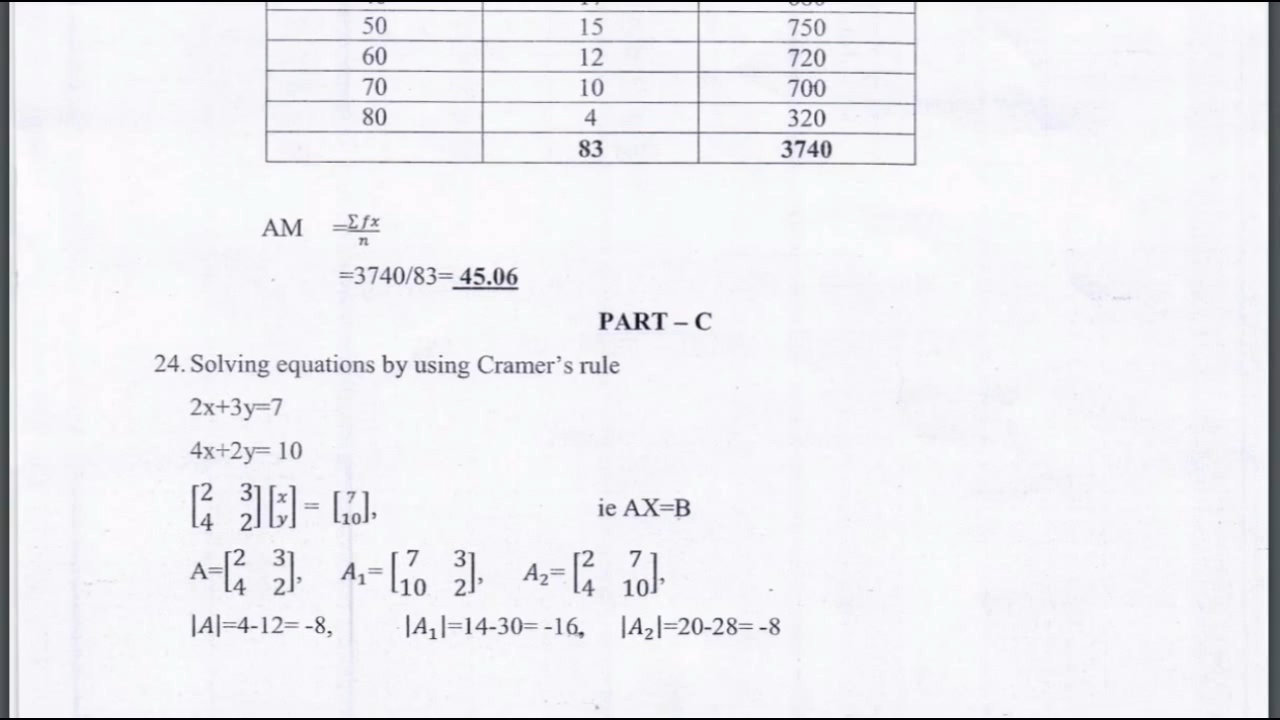 50 15 750
60 12 720
70 10 700
80 4 320
83 3740
AM =Σfx/n
=3740/83= 45.06
PART – C
24. Solving equations by using Cramer's rule
2x+3y=7
4x+2y= 10
[2 3; 4 2] [x; y] = [7; 10], ie AX=B
A=[2 3; 4 2], A₁= [7 3; 10 2], A₂= [2 7; 4 10],
|A|=4-12= -8, |A₁|=14-30= -16, |A₂|=20-28= -8